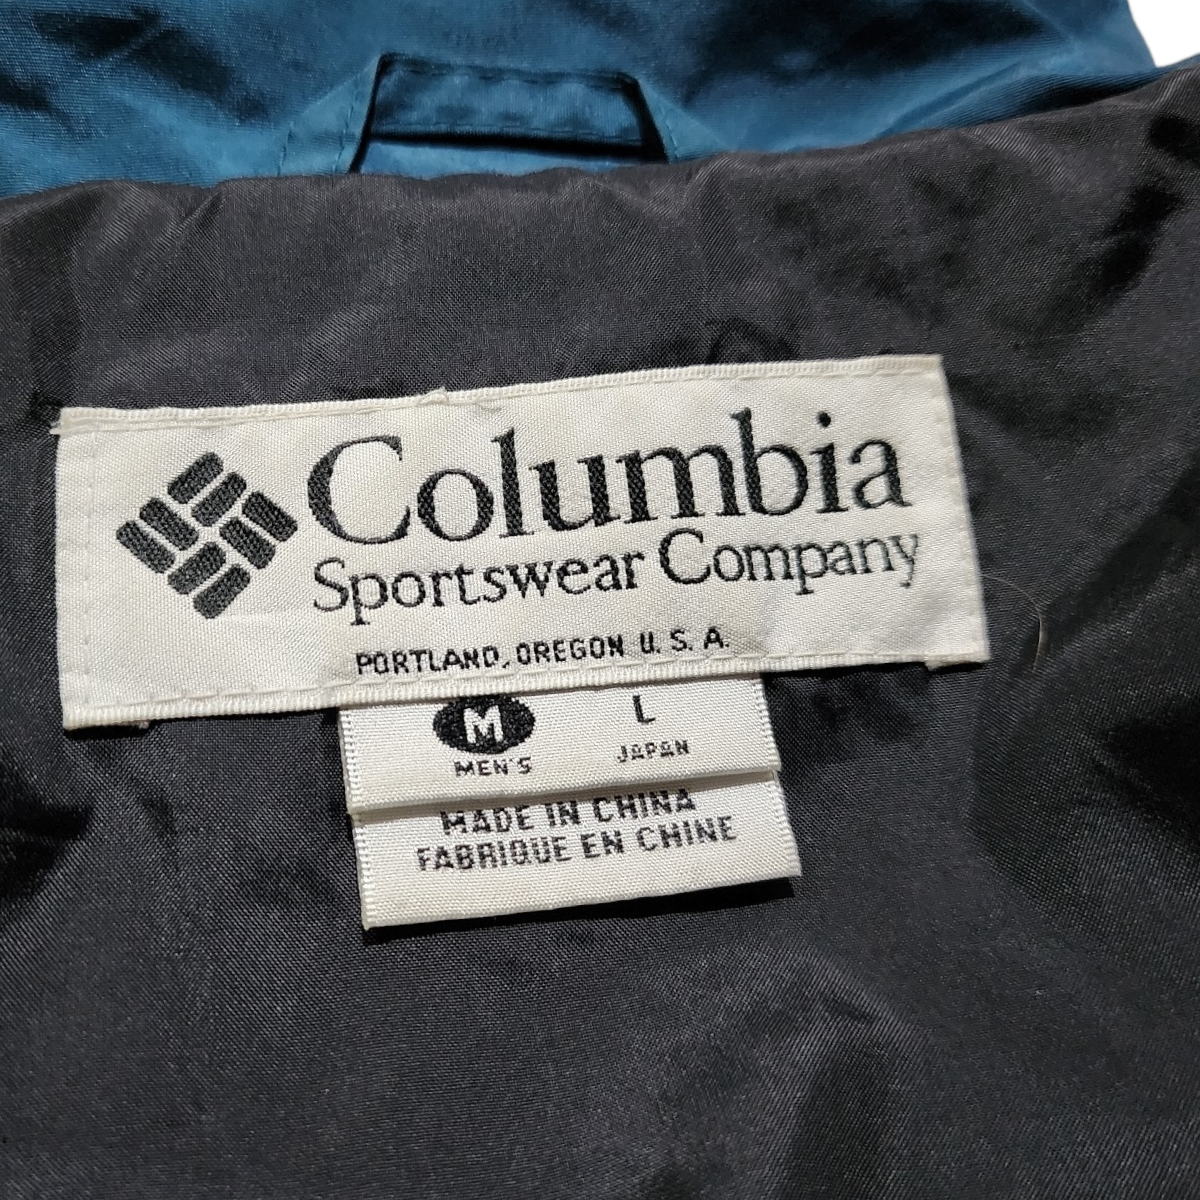 Columbia
Sportswear Company
PORTLAND, OREGON U.S.A.
M L
MEN'S JAPAN
MADE IN CHINA
FABRIQUE EN CHINE